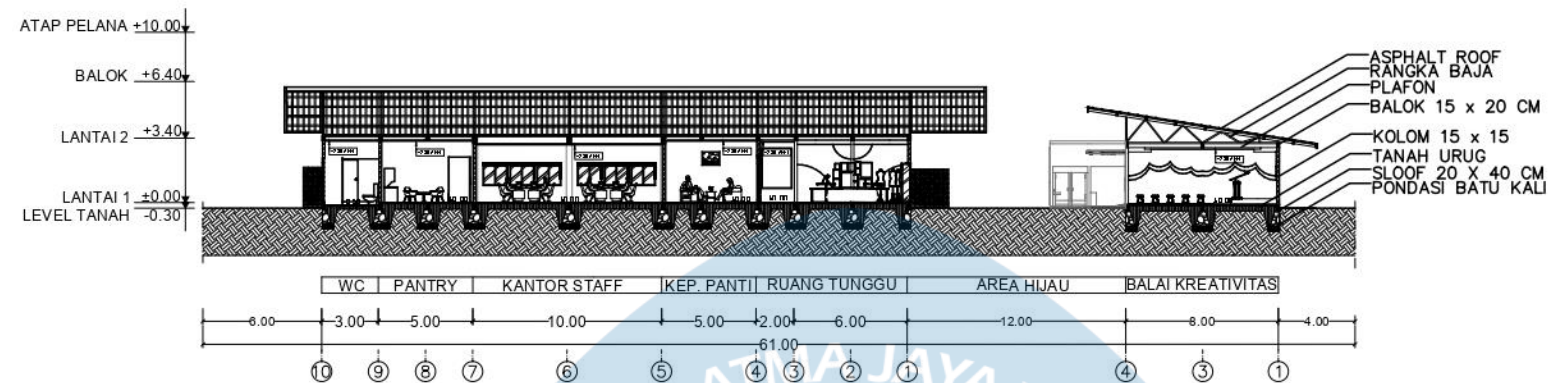 ATAP PELANA +10.00
BALOK +6.40
LANTAI 2 +3.40
LANTAI 1 ±0.00
LEVEL TANAH -0.30
ASPHALT ROOF
RANGKA BAJA
PLAFON
BALOK 15 x 20 CM
KOLOM 15 x 15
TANAH URUG
SLOOF 20 X 40 CM
PONDASI BATU KALI
WC PANTRY KANTOR STAFF KEP. PANTI RUANG TUNGGU AREA HIJAU BALAI KREATIVITAS
6.00 3.00 5.00 10.00 5.00 2.00 6.00 12.00 8.00 4.00
61.00
10 9 8 7 6 5 4 3 2 1 4 3 1
ATMA JAYA